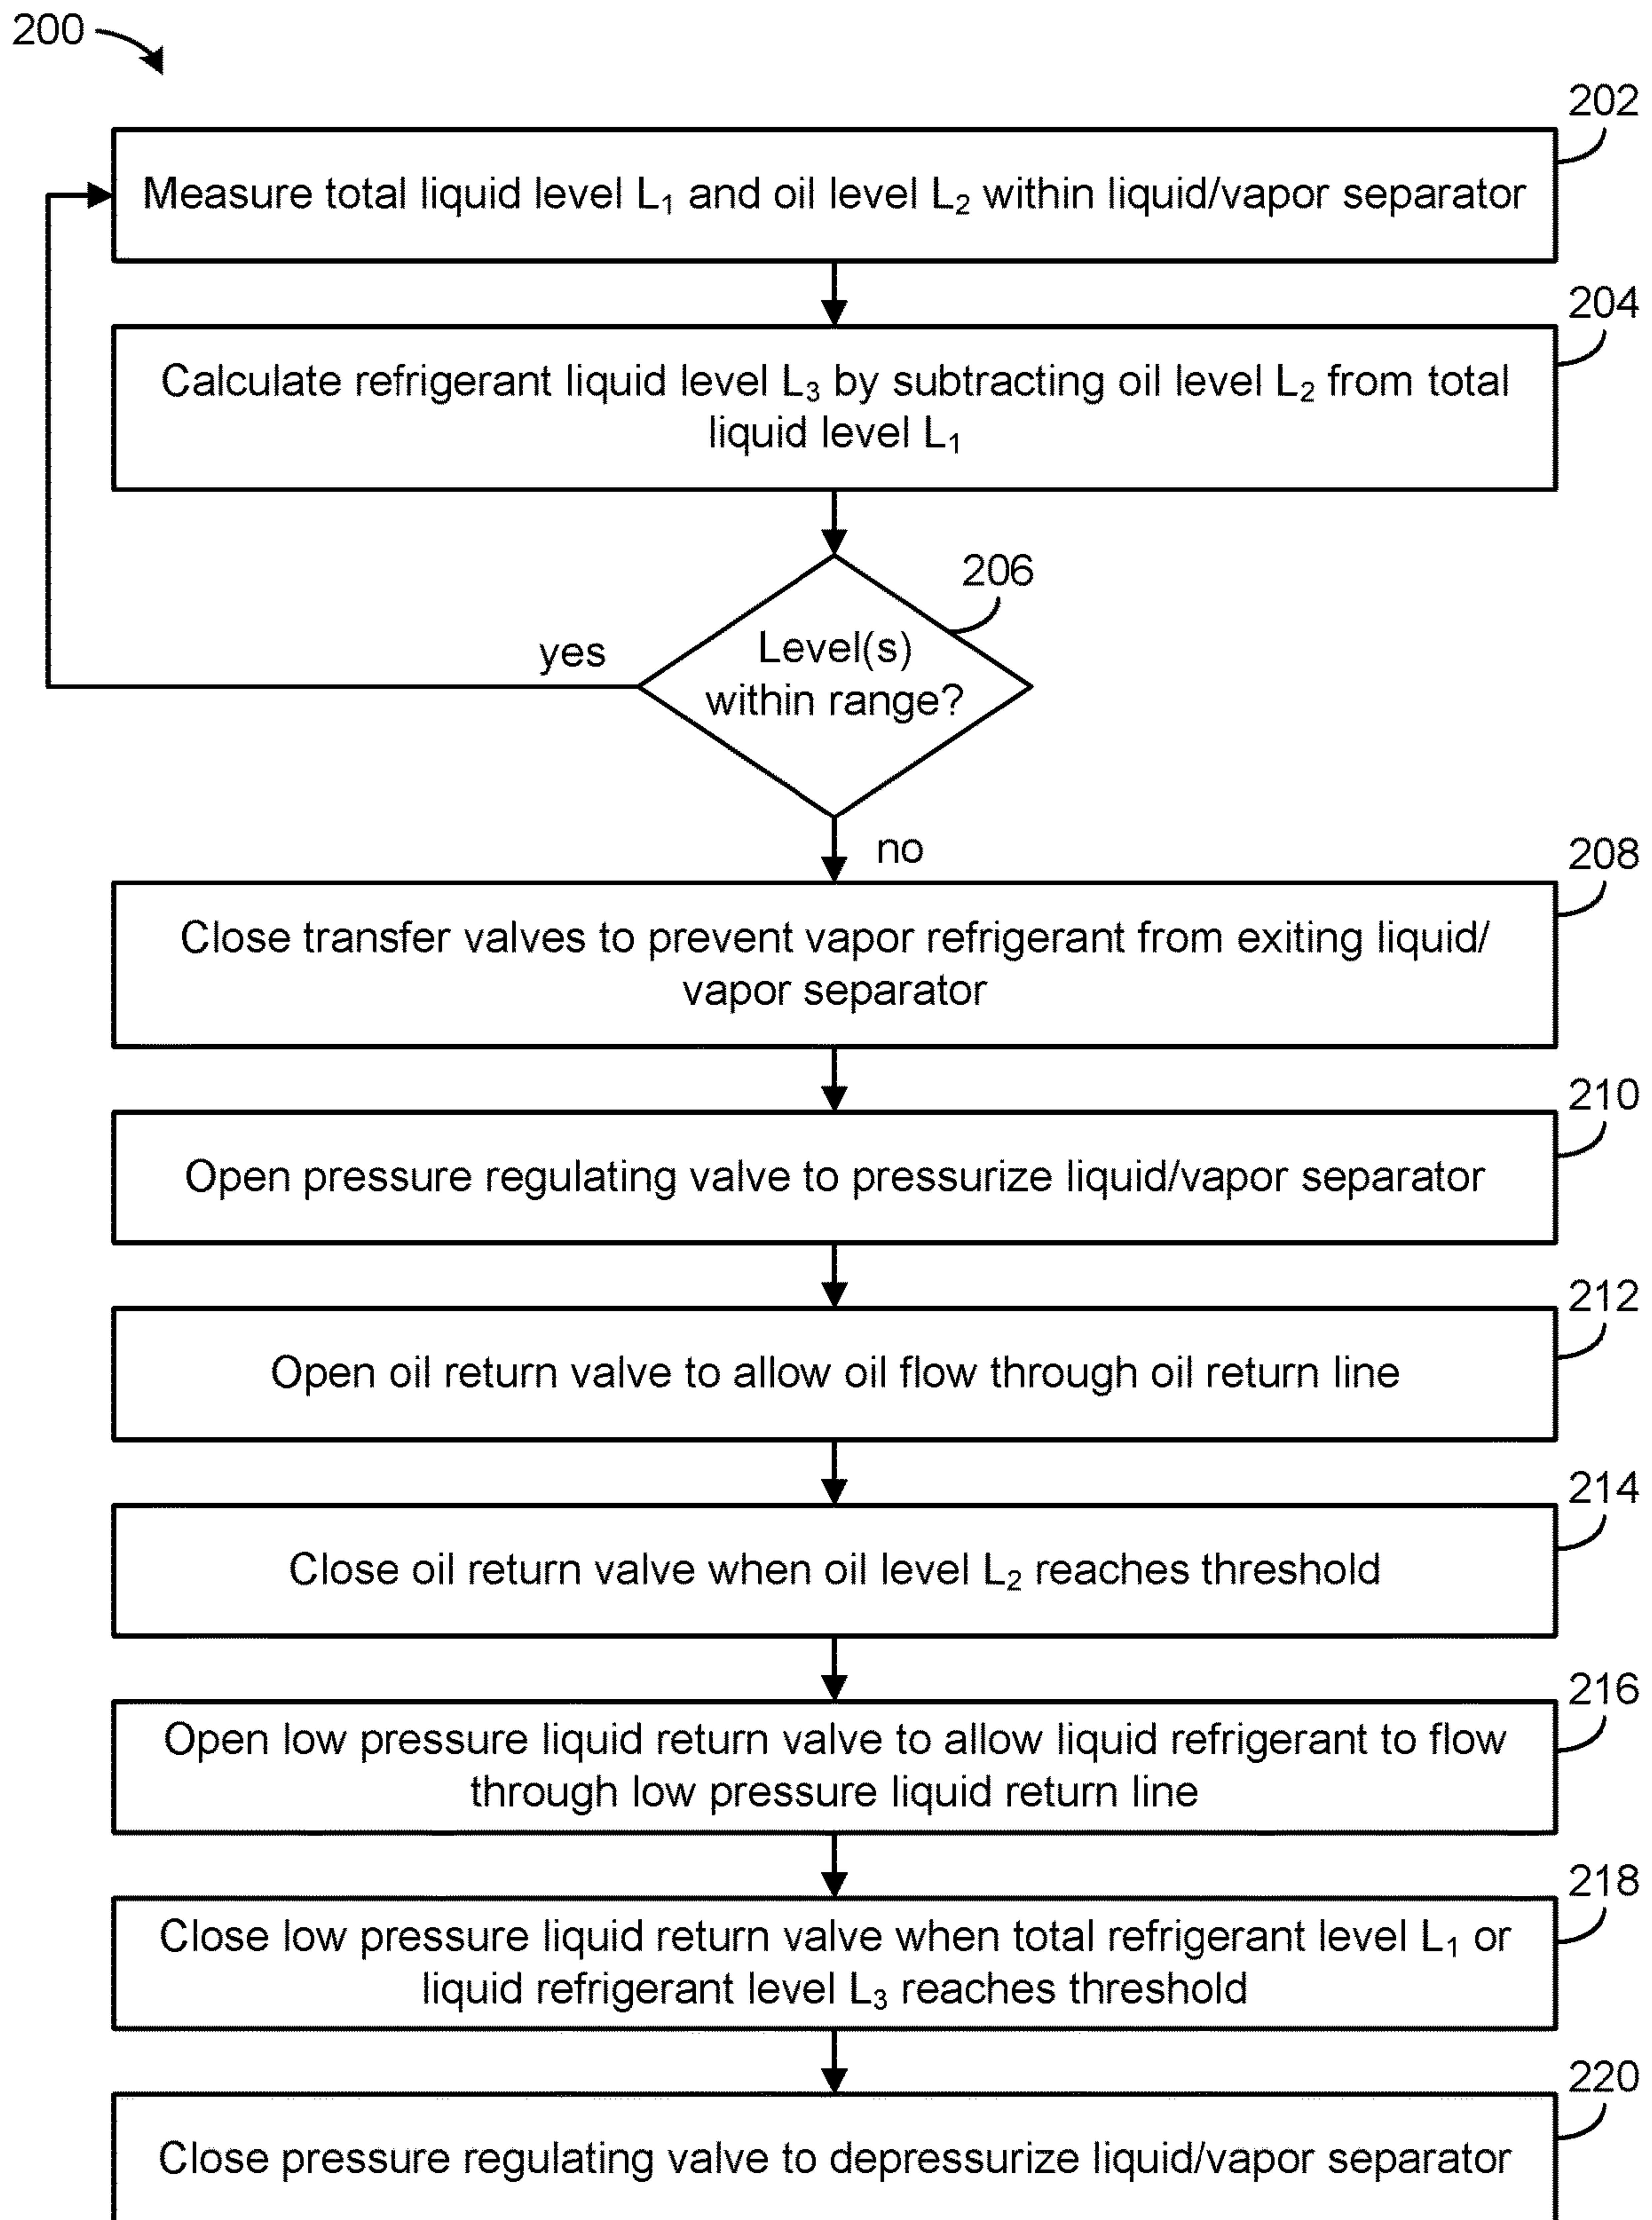 200
202
Measure total liquid level L₁ and oil level L₂ within liquid/vapor separator
204
Calculate refrigerant liquid level L₃ by subtracting oil level L₂ from total
liquid level L₁
206
Level(s)
within range?
yes
no
208
Close transfer valves to prevent vapor refrigerant from exiting liquid/
vapor separator
210
Open pressure regulating valve to pressurize liquid/vapor separator
212
Open oil return valve to allow oil flow through oil return line
214
Close oil return valve when oil level L₂ reaches threshold
216
Open low pressure liquid return valve to allow liquid refrigerant to flow
through low pressure liquid return line
218
Close low pressure liquid return valve when total refrigerant level L₁ or
liquid refrigerant level L₃ reaches threshold
220
Close pressure regulating valve to depressurize liquid/vapor separator